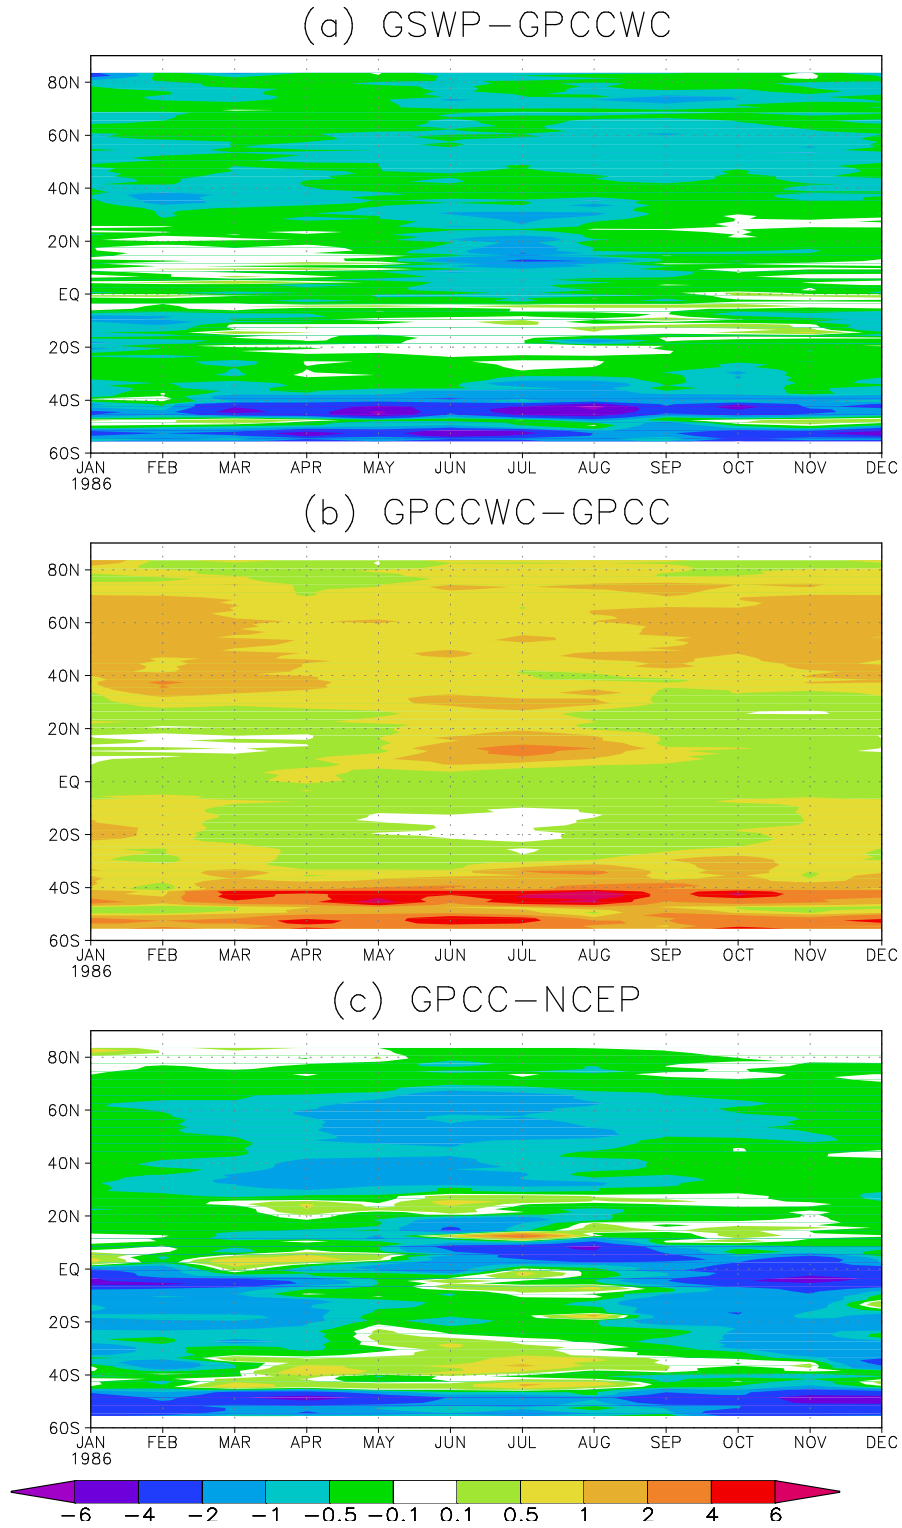 (a) GSWP−GPCCWC
80N
60N
40N
20N
EQ
20S
40S
60S
JAN FEB MAR APR MAY JUN JUL AUG SEP OCT NOV DEC
1986
(b) GPCCWC−GPCC
80N
60N
40N
20N
EQ
20S
40S
60S
JAN FEB MAR APR MAY JUN JUL AUG SEP OCT NOV DEC
1986
(c) GPCC−NCEP
80N
60N
40N
20N
EQ
20S
40S
60S
JAN FEB MAR APR MAY JUN JUL AUG SEP OCT NOV DEC
1986
−6 −4 −2 −1 −0.5 −0.1 0.1 0.5 1 2 4 6